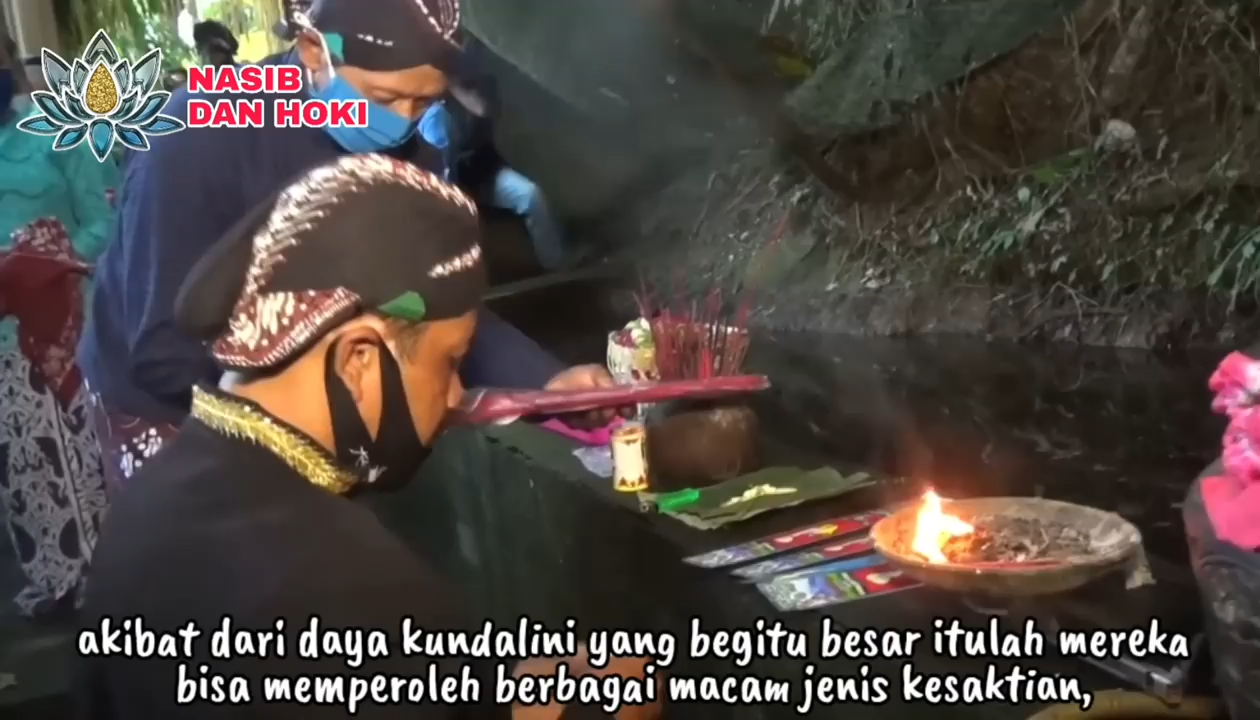 NASIB
DAN HOKI
akibat dari daya kundalini yang begitu besar itulah mereka
bisa memperoleh berbagai macam jenis kesaktian,